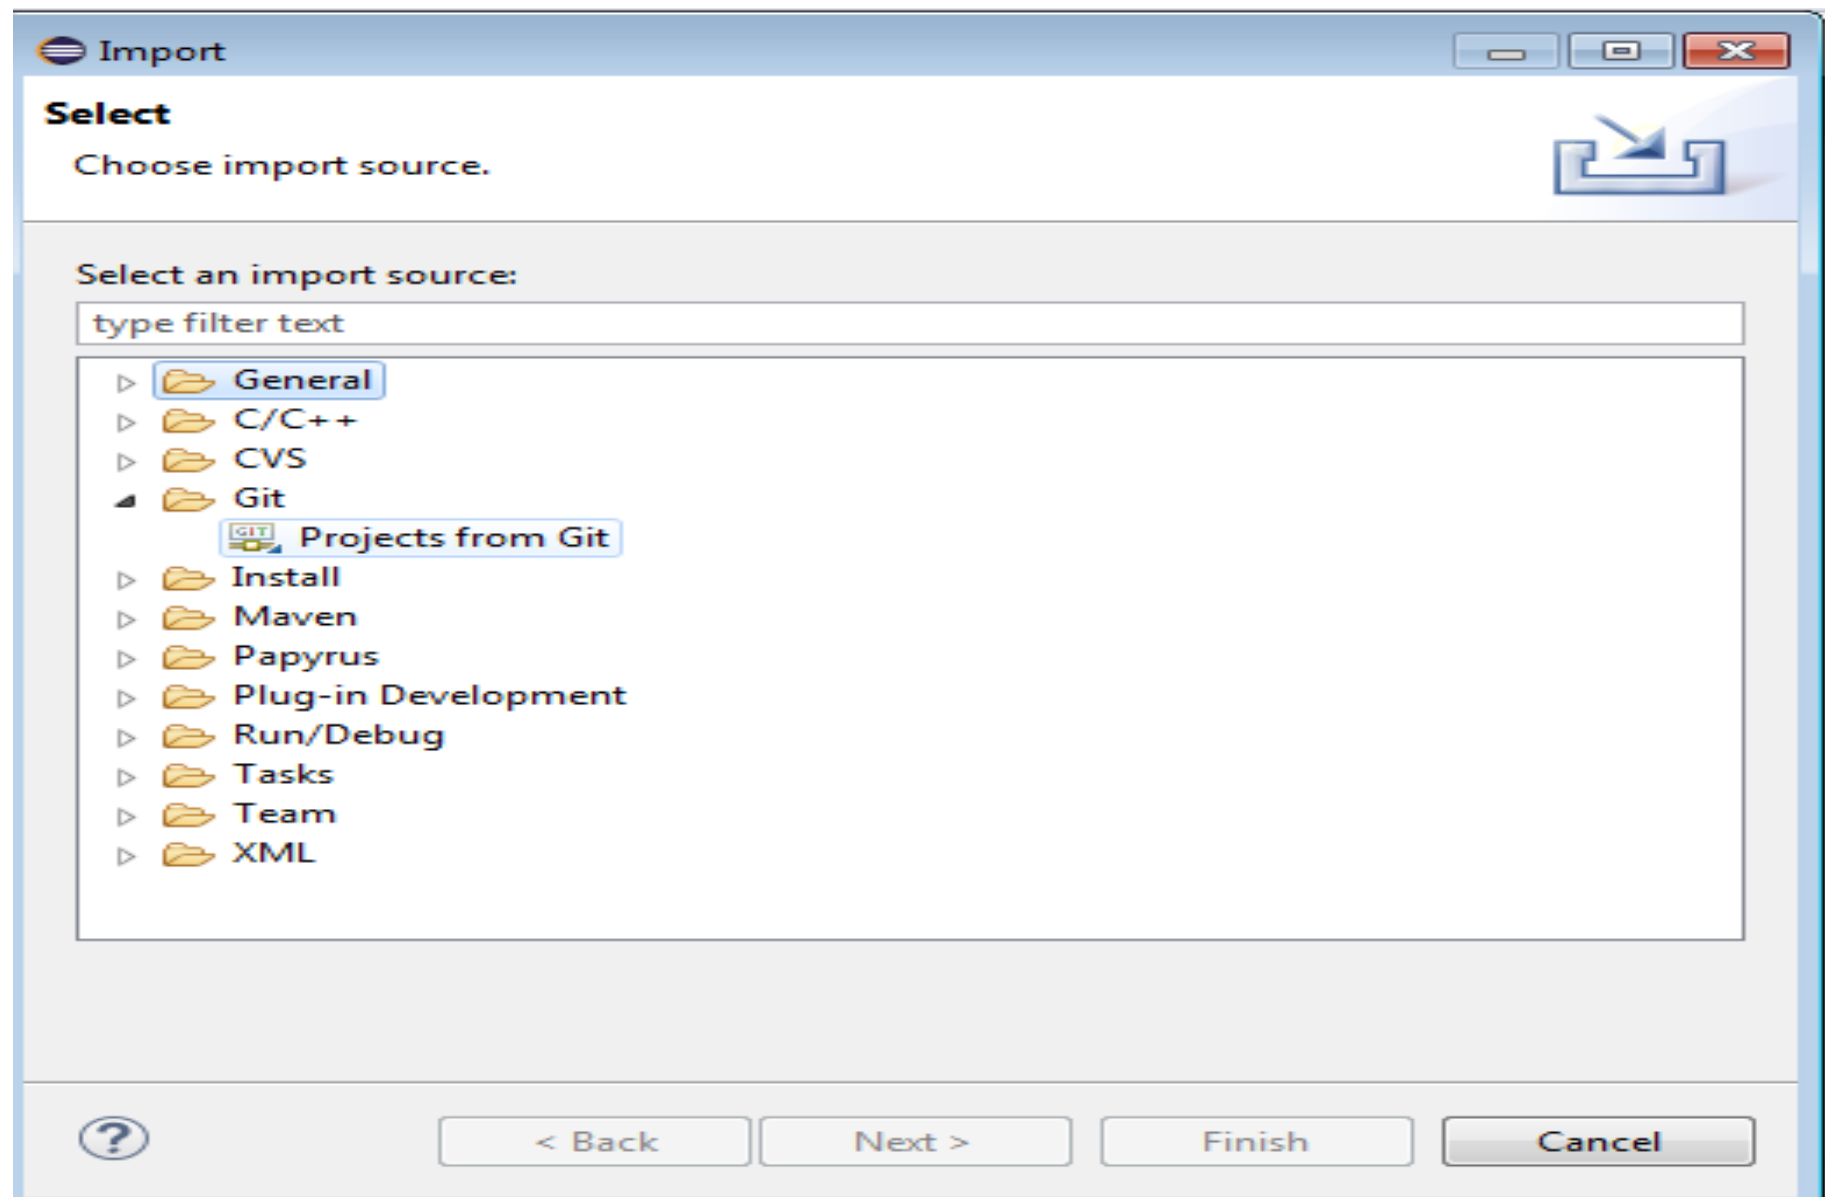 Import
Select
Choose import source.
Select an import source:
type filter text
General
C/C++
CVS
Git
GIT Projects from Git
Install
Maven
Papyrus
Plug-in Development
Run/Debug
Tasks
Team
XML
? < Back Next > Finish Cancel